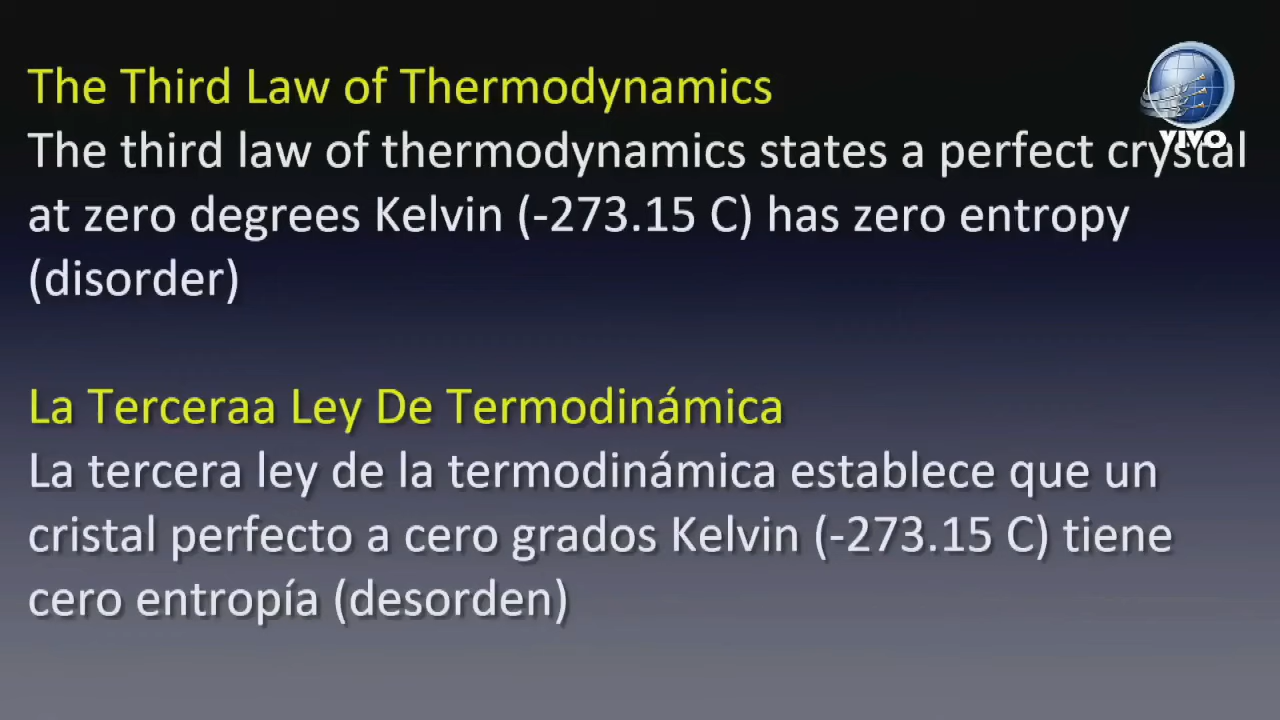 The Third Law of Thermodynamics
The third law of thermodynamics states a perfect crystal
at zero degrees Kelvin (-273.15 C) has zero entropy
(disorder)
La Terceraa Ley De Termodinámica
La tercera ley de la termodinámica establece que un
cristal perfecto a cero grados Kelvin (-273.15 C) tiene
cero entropía (desorden)
VIVO